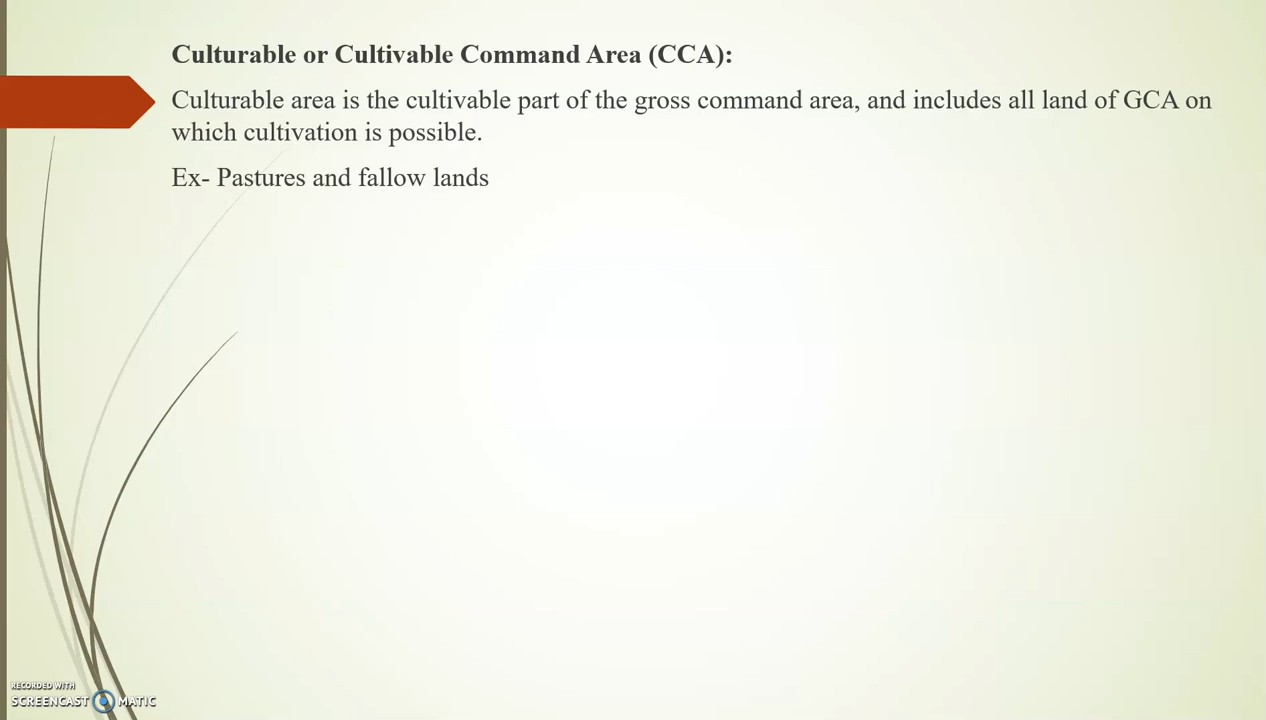 Culturable or Cultivable Command Area (CCA):
Culturable area is the cultivable part of the gross command area, and includes all land of GCA on
which cultivation is possible.
Ex- Pastures and fallow lands
RECORDED WITH
SCREENCAST MATIC